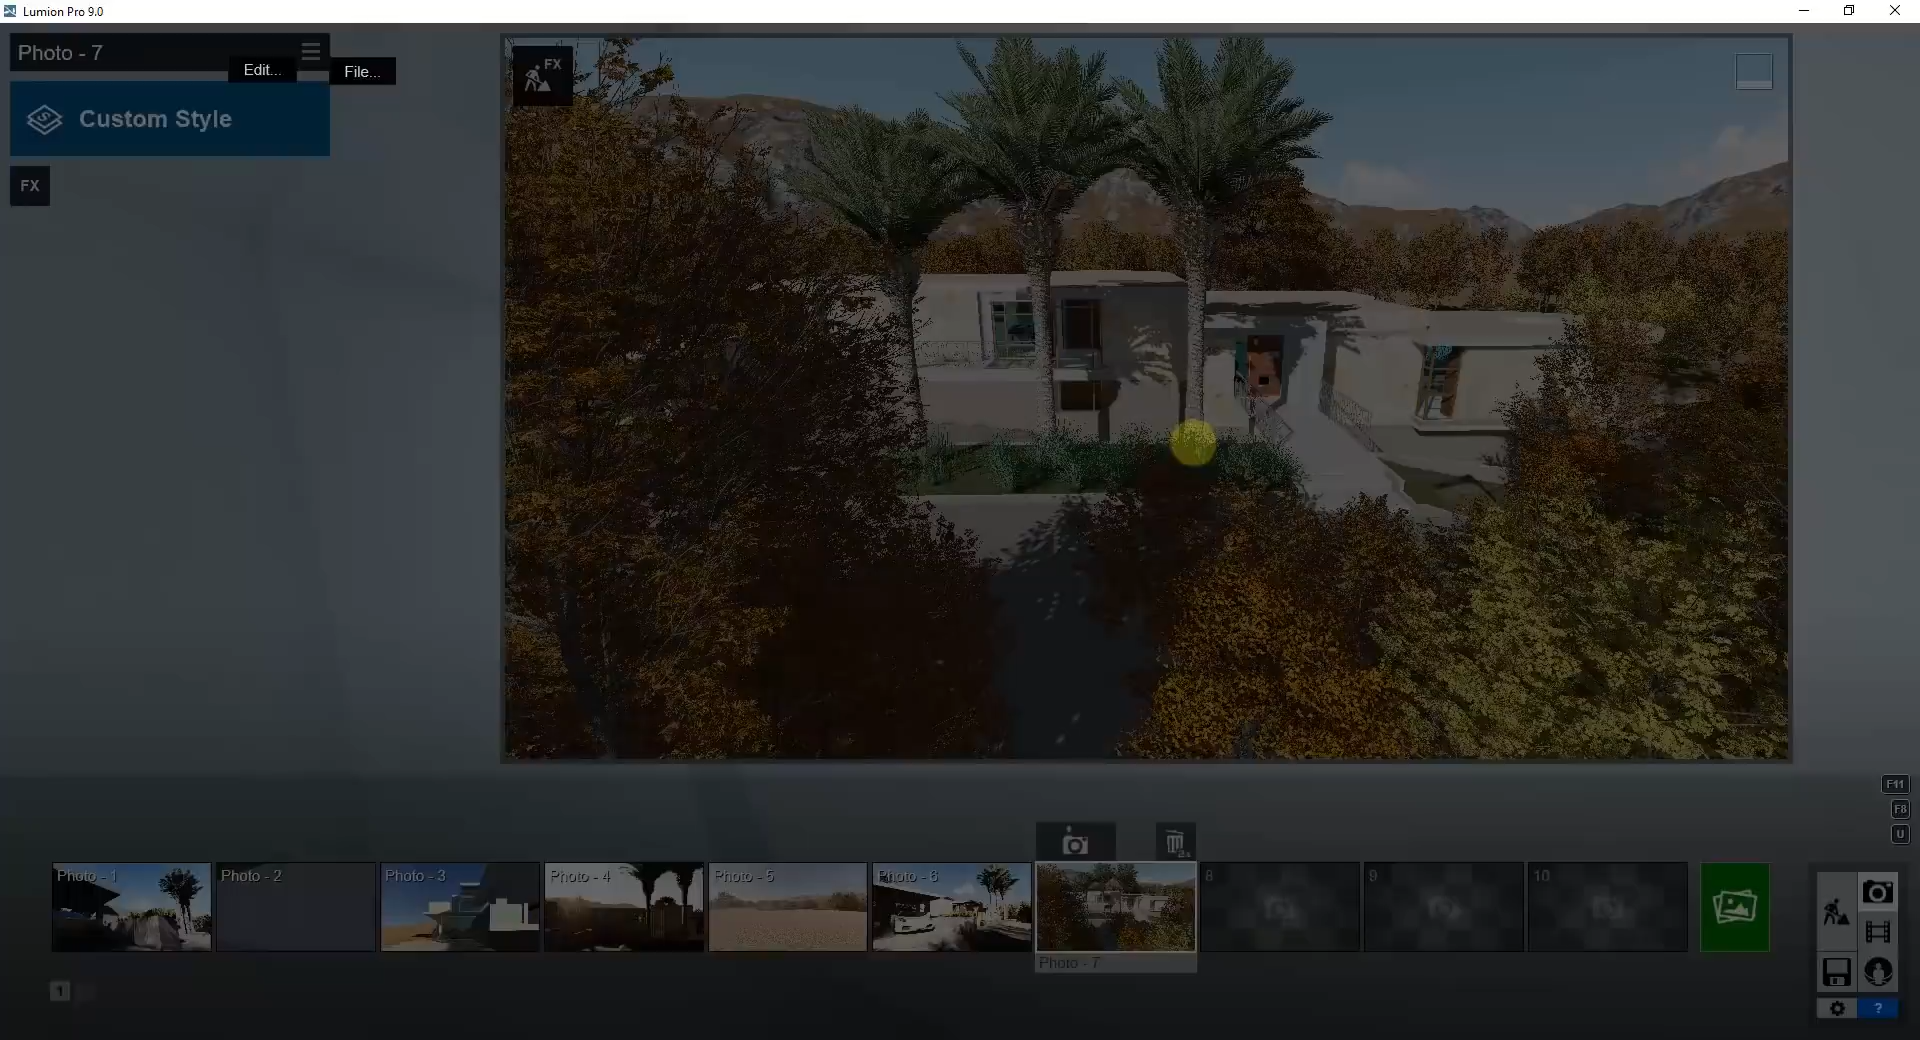 Lumion Pro 9.0
Photo - 7
Edit...
File...
Custom Style
FX
FX
F11
F8
U
Photo - 1
Photo - 2
Photo - 3
Photo - 4
Photo - 5
Photo - 6
8
9
10
Photo - 7
1
?